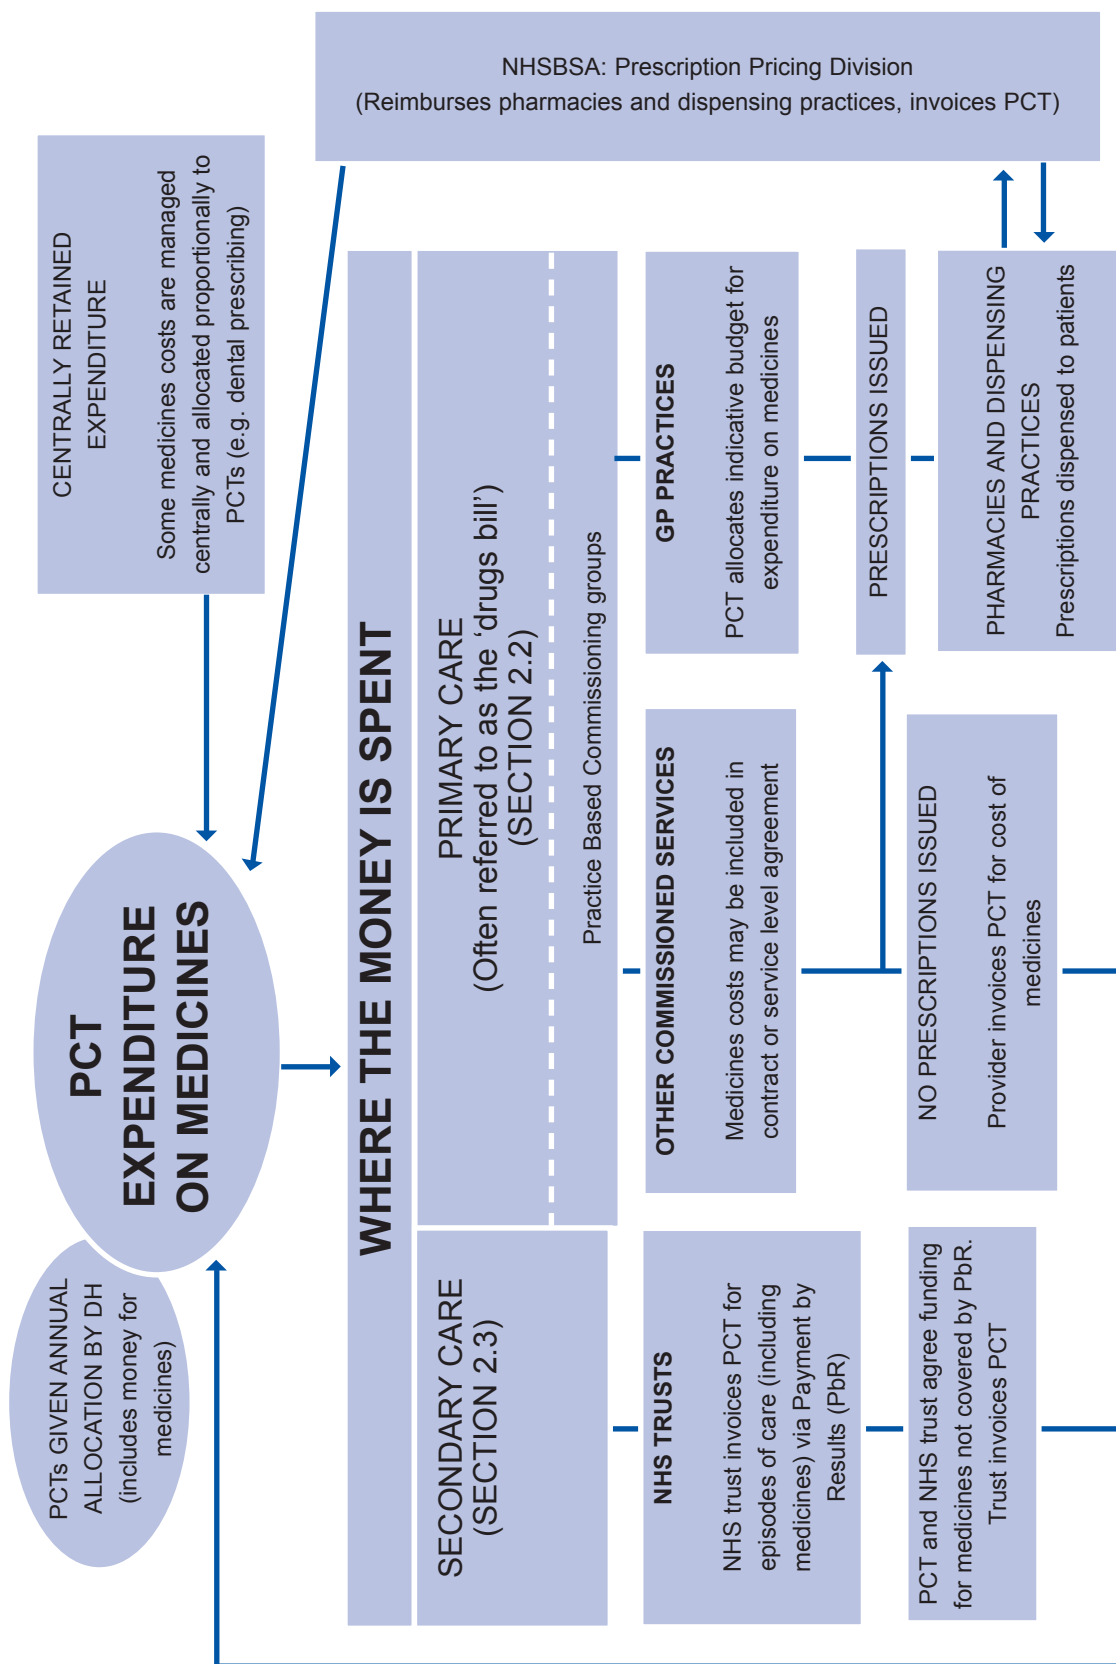 PCTs GIVEN ANNUAL
ALLOCATION BY DH
(includes money for
medicines)
PCT
EXPENDITURE
ON MEDICINES
CENTRALLY RETAINED
EXPENDITURE
Some medicines costs are managed
centrally and allocated proportionally to
PCTs (e.g. dental prescribing)
WHERE THE MONEY IS SPENT
SECONDARY CARE
(SECTION 2.3)
PRIMARY CARE
(Often referred to as the ‘drugs bill’)
(SECTION 2.2)
Practice Based Commissioning groups
NHS TRUSTS
NHS trust invoices PCT for
episodes of care (including
medicines) via Payment by
Results (PbR)
OTHER COMMISSIONED SERVICES
Medicines costs may be included in
contract or service level agreement
GP PRACTICES
PCT allocates indicative budget for
expenditure on medicines
PRESCRIPTIONS ISSUED
PCT and NHS trust agree funding
for medicines not covered by PbR.
Trust invoices PCT
NO PRESCRIPTIONS ISSUED
Provider invoices PCT for cost of
medicines
PHARMACIES AND DISPENSING
PRACTICES
Prescriptions dispensed to patients
NHSBSA: Prescription Pricing Division
(Reimburses pharmacies and dispensing practices, invoices PCT)